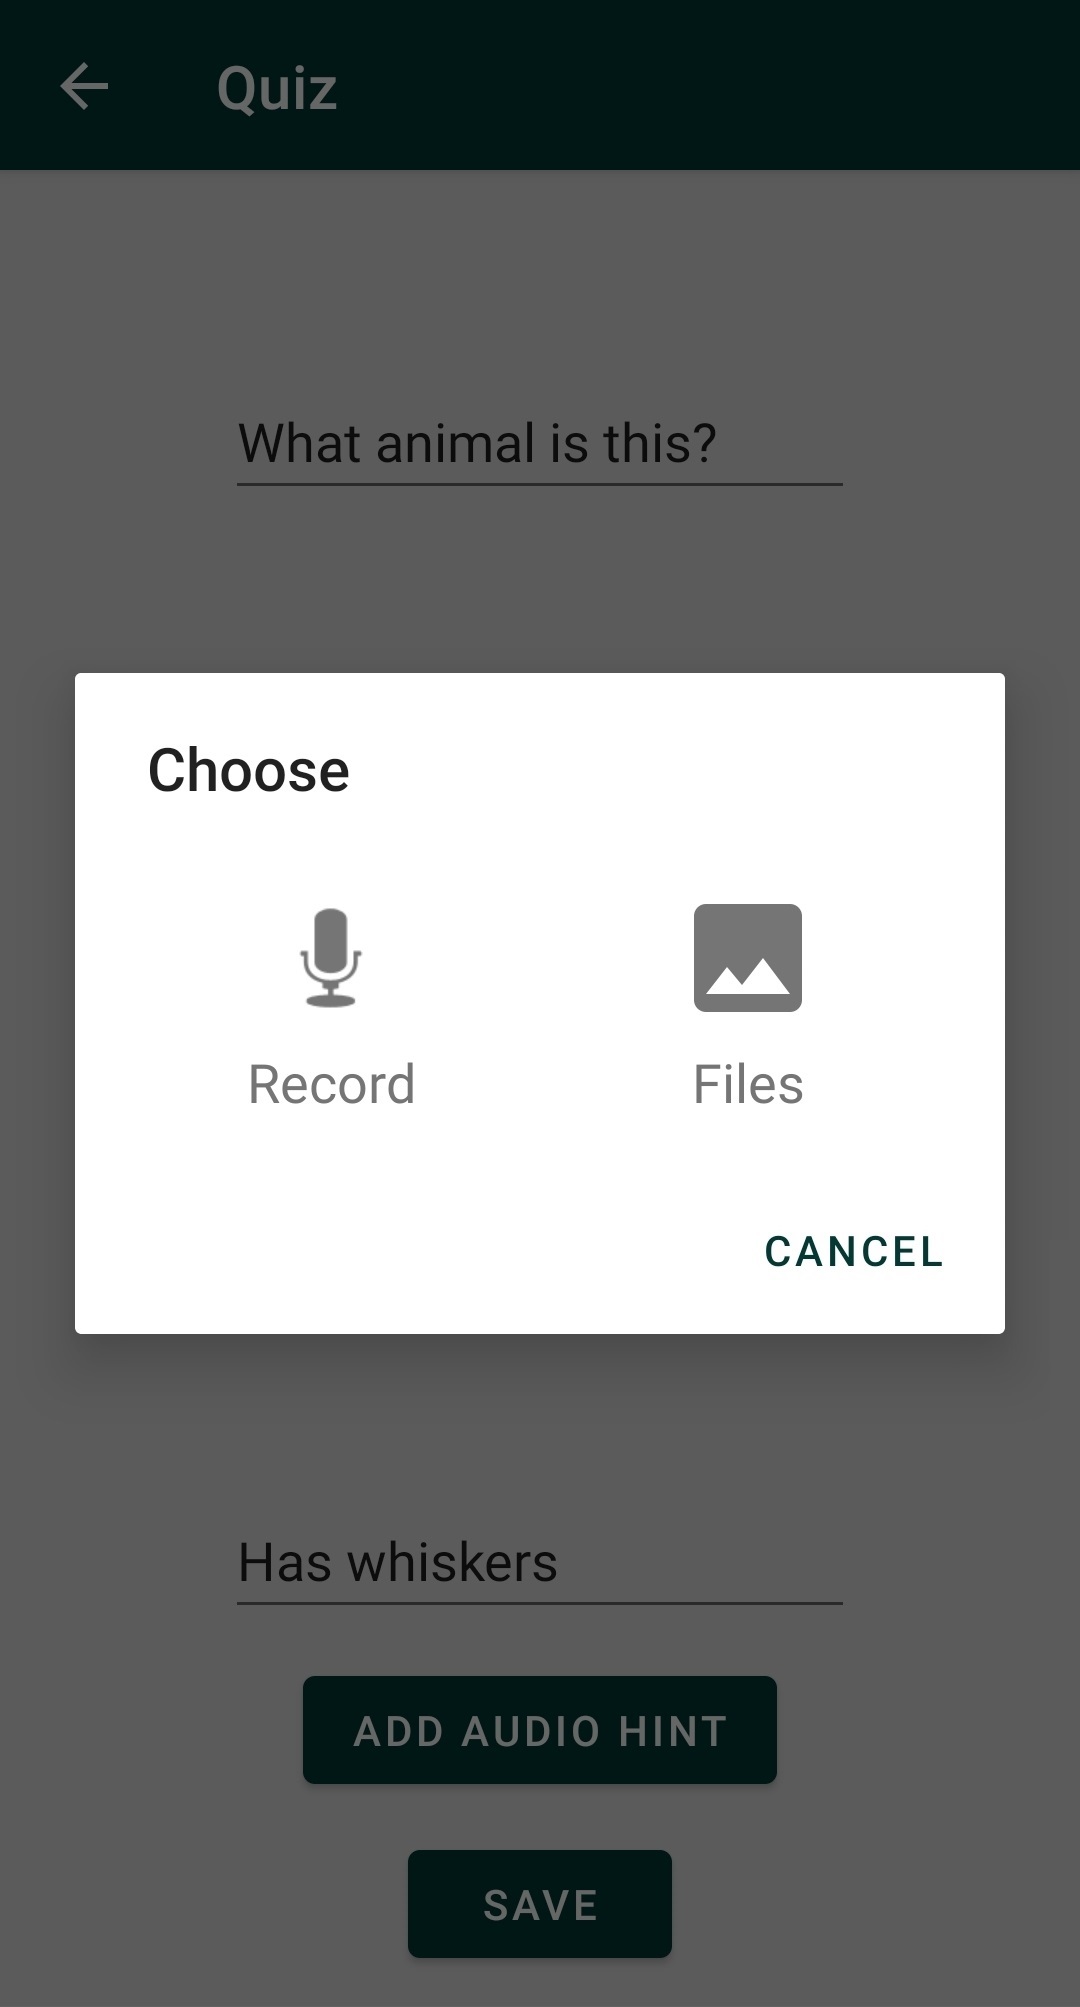 Quiz
What animal is this?
Choose
Record
Files
CANCEL
Has whiskers
ADD AUDIO HINT
SAVE